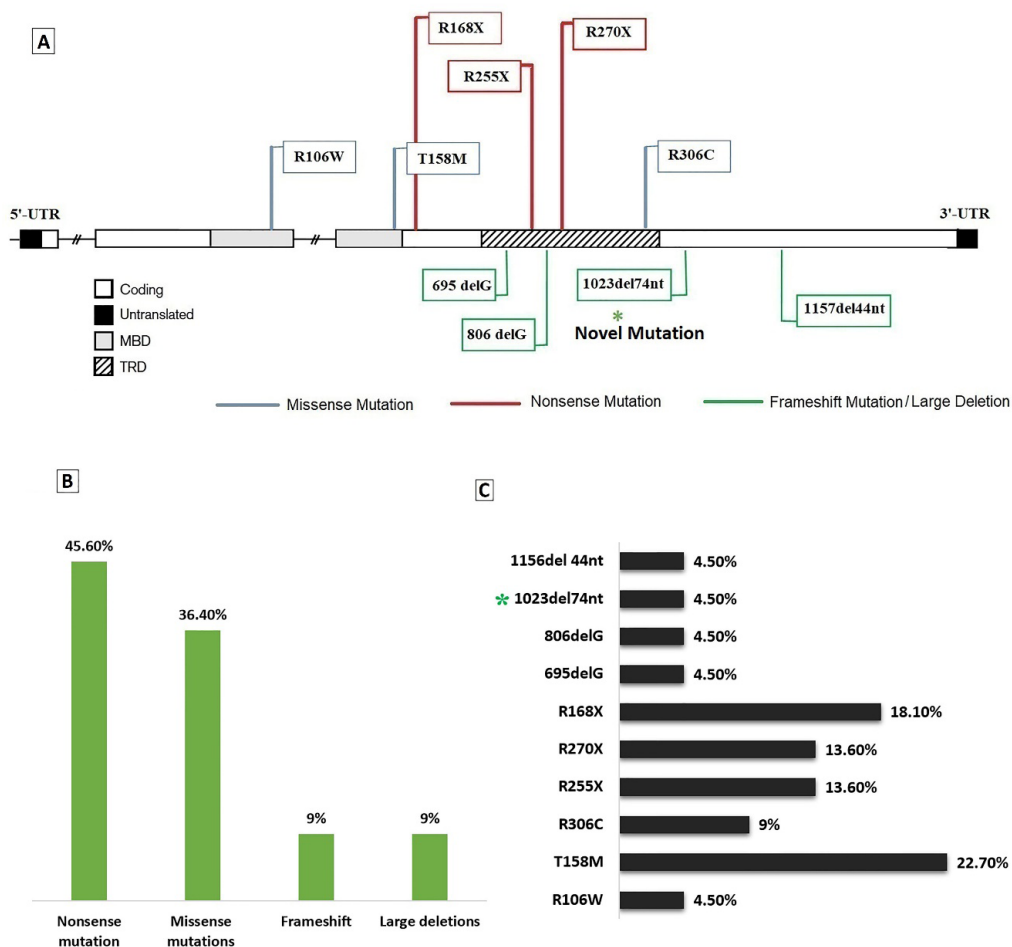 A
R168X
R270X
R255X
R106W
T158M
R306C
5'-UTR
3'-UTR
695 delG
1023del74nt
806 delG
1157del44nt
*
Novel Mutation
Coding
Untranslated
MBD
TRD
Missense Mutation
Nonsense Mutation
Frameshift Mutation/Large Deletion
B
45.60%
36.40%
9%
9%
Nonsense
mutation
Missense
mutations
Frameshift
Large deletions
C
1156del 44nt 4.50%
* 1023del74nt 4.50%
806delG 4.50%
695delG 4.50%
R168X 18.10%
R270X 13.60%
R255X 13.60%
R306C 9%
T158M 22.70%
R106W 4.50%